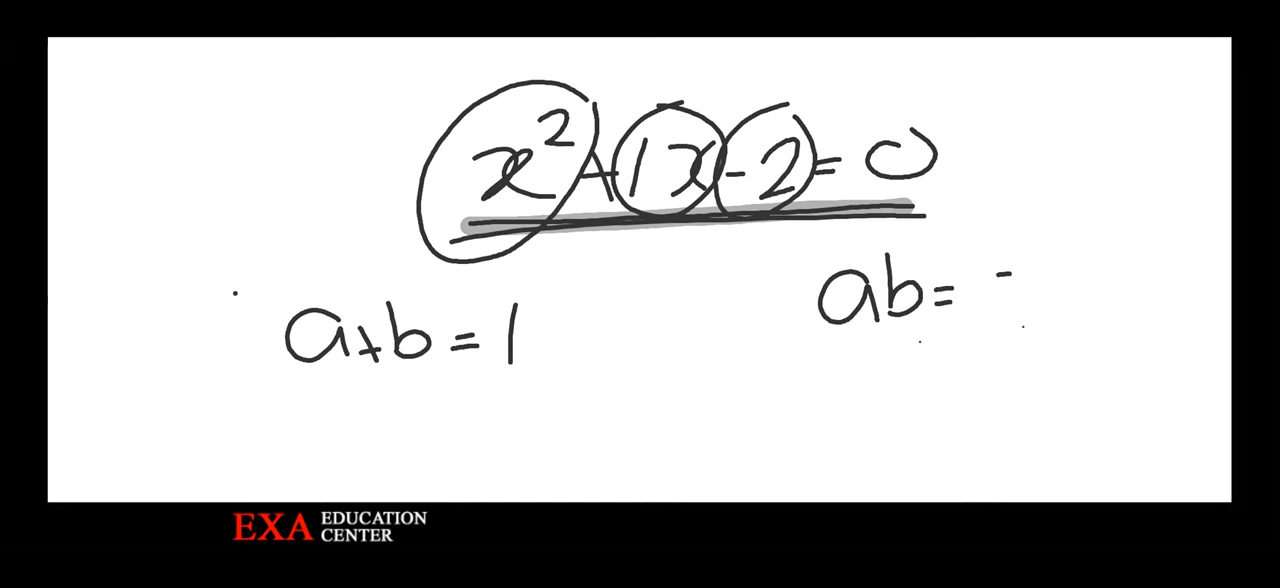 x² + 1x - 2 = 0
a+b = 1
ab = -
EXA EDUCATION CENTER